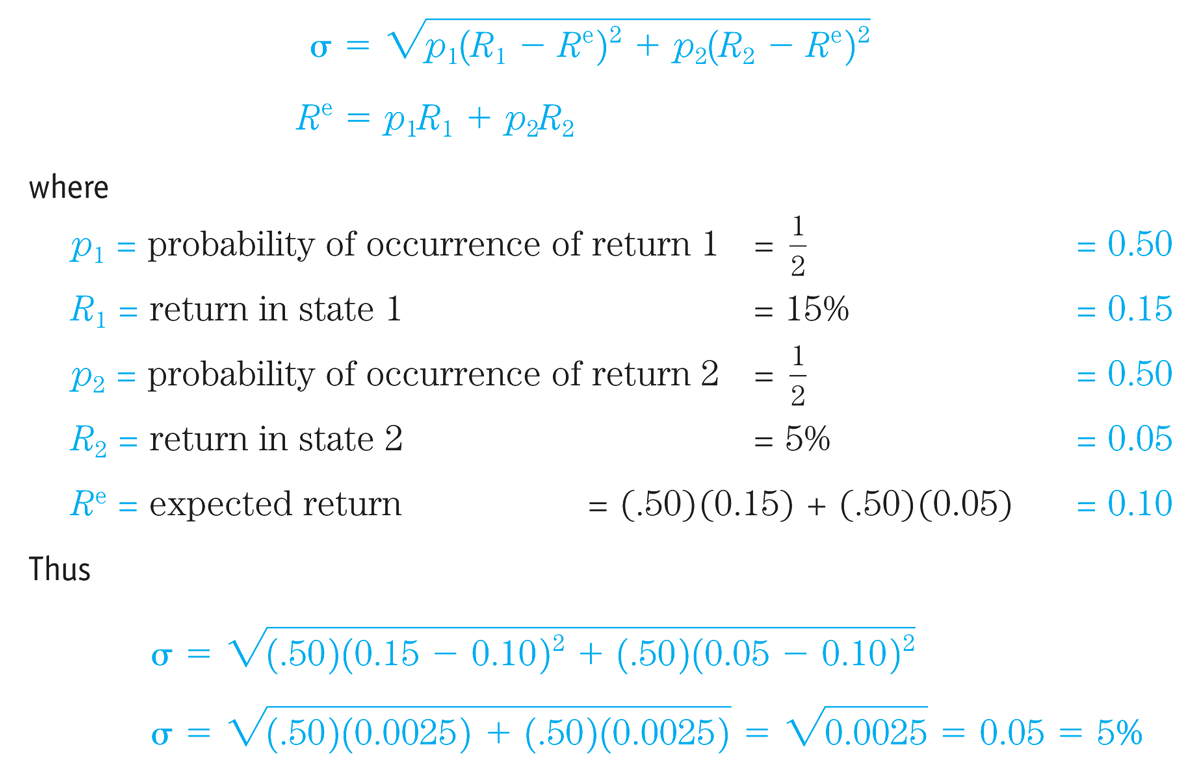 σ = √p₁(R₁ − Rᵉ)² + p₂(R₂ − Rᵉ)²
Rᵉ = p₁R₁ + p₂R₂
where
p₁ = probability of occurrence of return 1 = 1/2 = 0.50
R₁ = return in state 1 = 15% = 0.15
p₂ = probability of occurrence of return 2 = 1/2 = 0.50
R₂ = return in state 2 = 5% = 0.05
Rᵉ = expected return = (.50)(0.15) + (.50)(0.05) = 0.10
Thus
σ = √(.50)(0.15 − 0.10)² + (.50)(0.05 − 0.10)²
σ = √(.50)(0.0025) + (.50)(0.0025) = √0.0025 = 0.05 = 5%